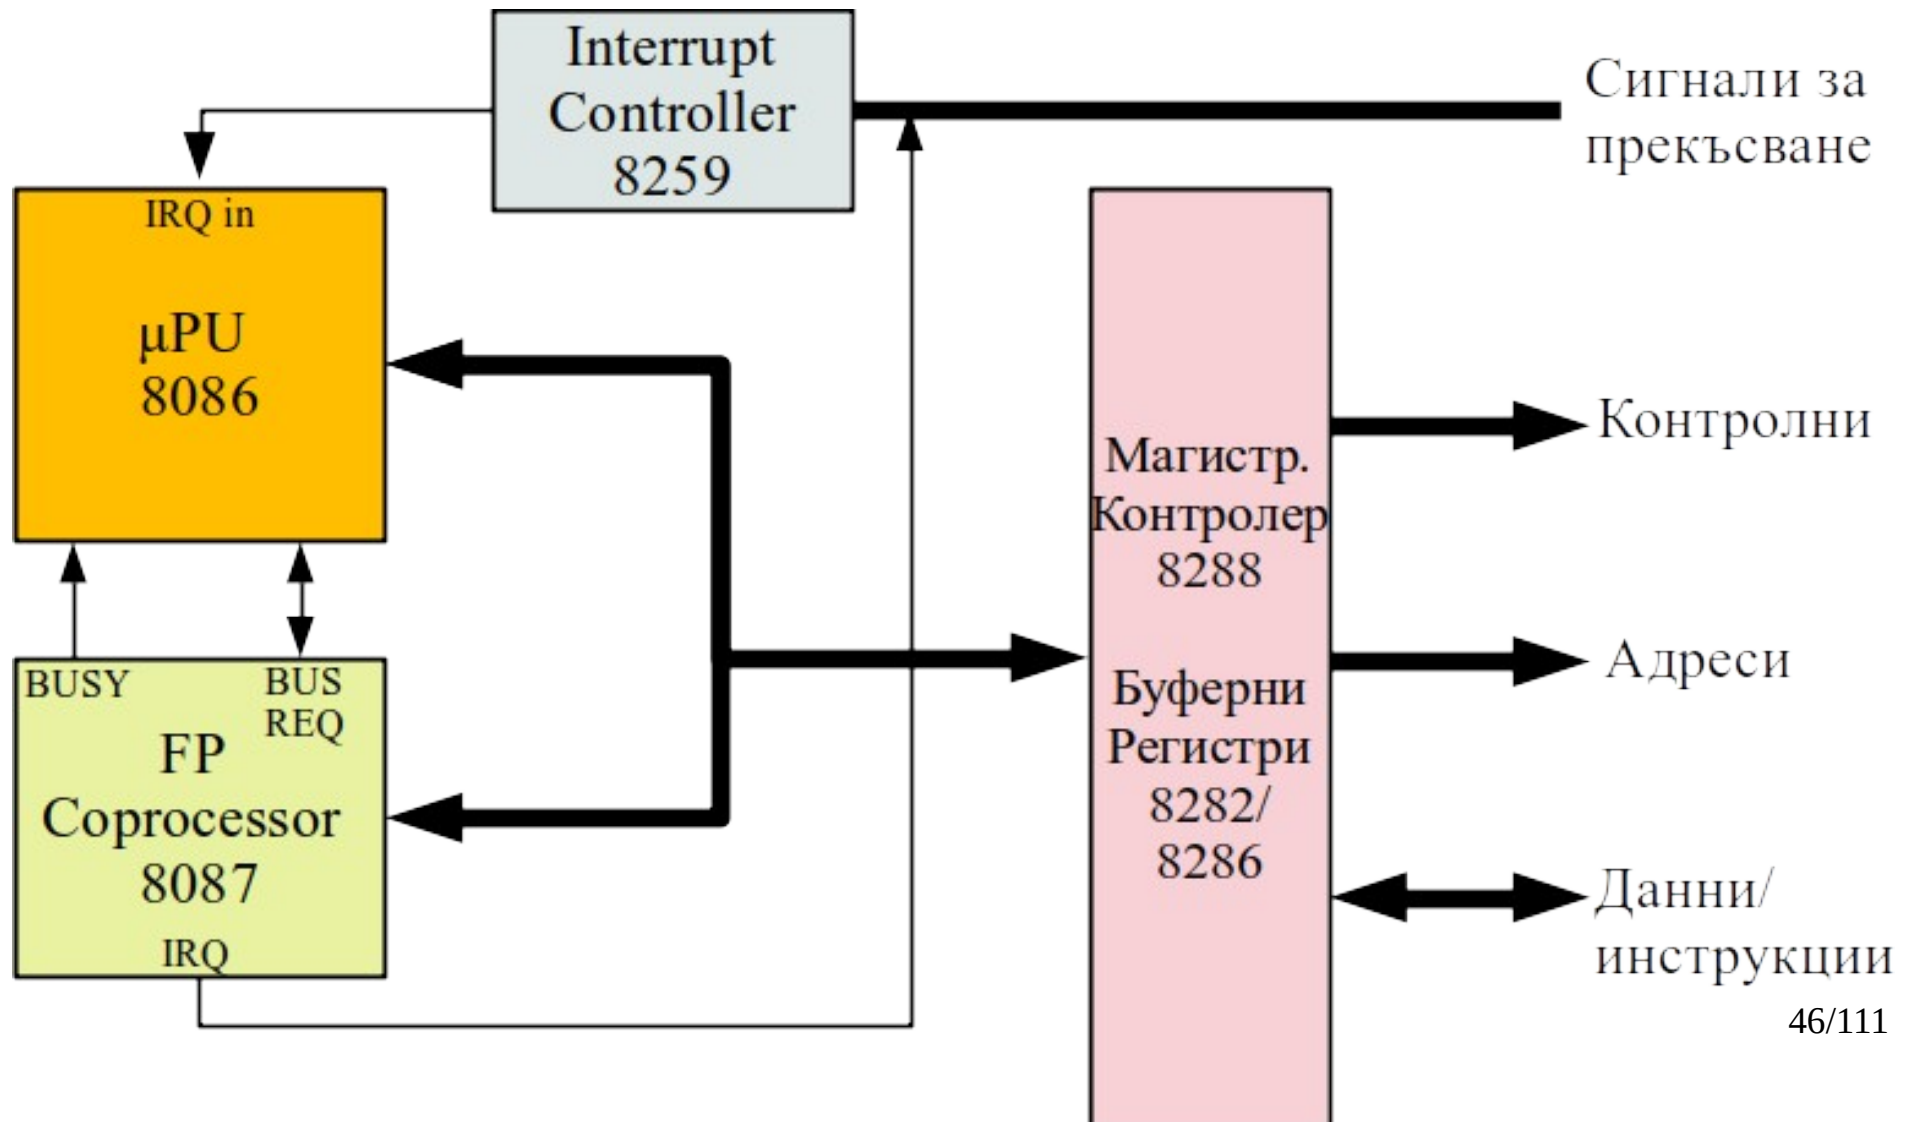 Interrupt
Controller
8259
Сигнали за
прекъсване
IRQ in
μPU
8086
BUSY
BUS
REQ
FP
Coprocessor
8087
IRQ
Магистр.
Контролер
8288
Буферни
Регистри
8282/
8286
Контролни
Адреси
Данни/
инструкции
46/111